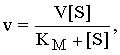 v = V[S] / (K_M + [S]),